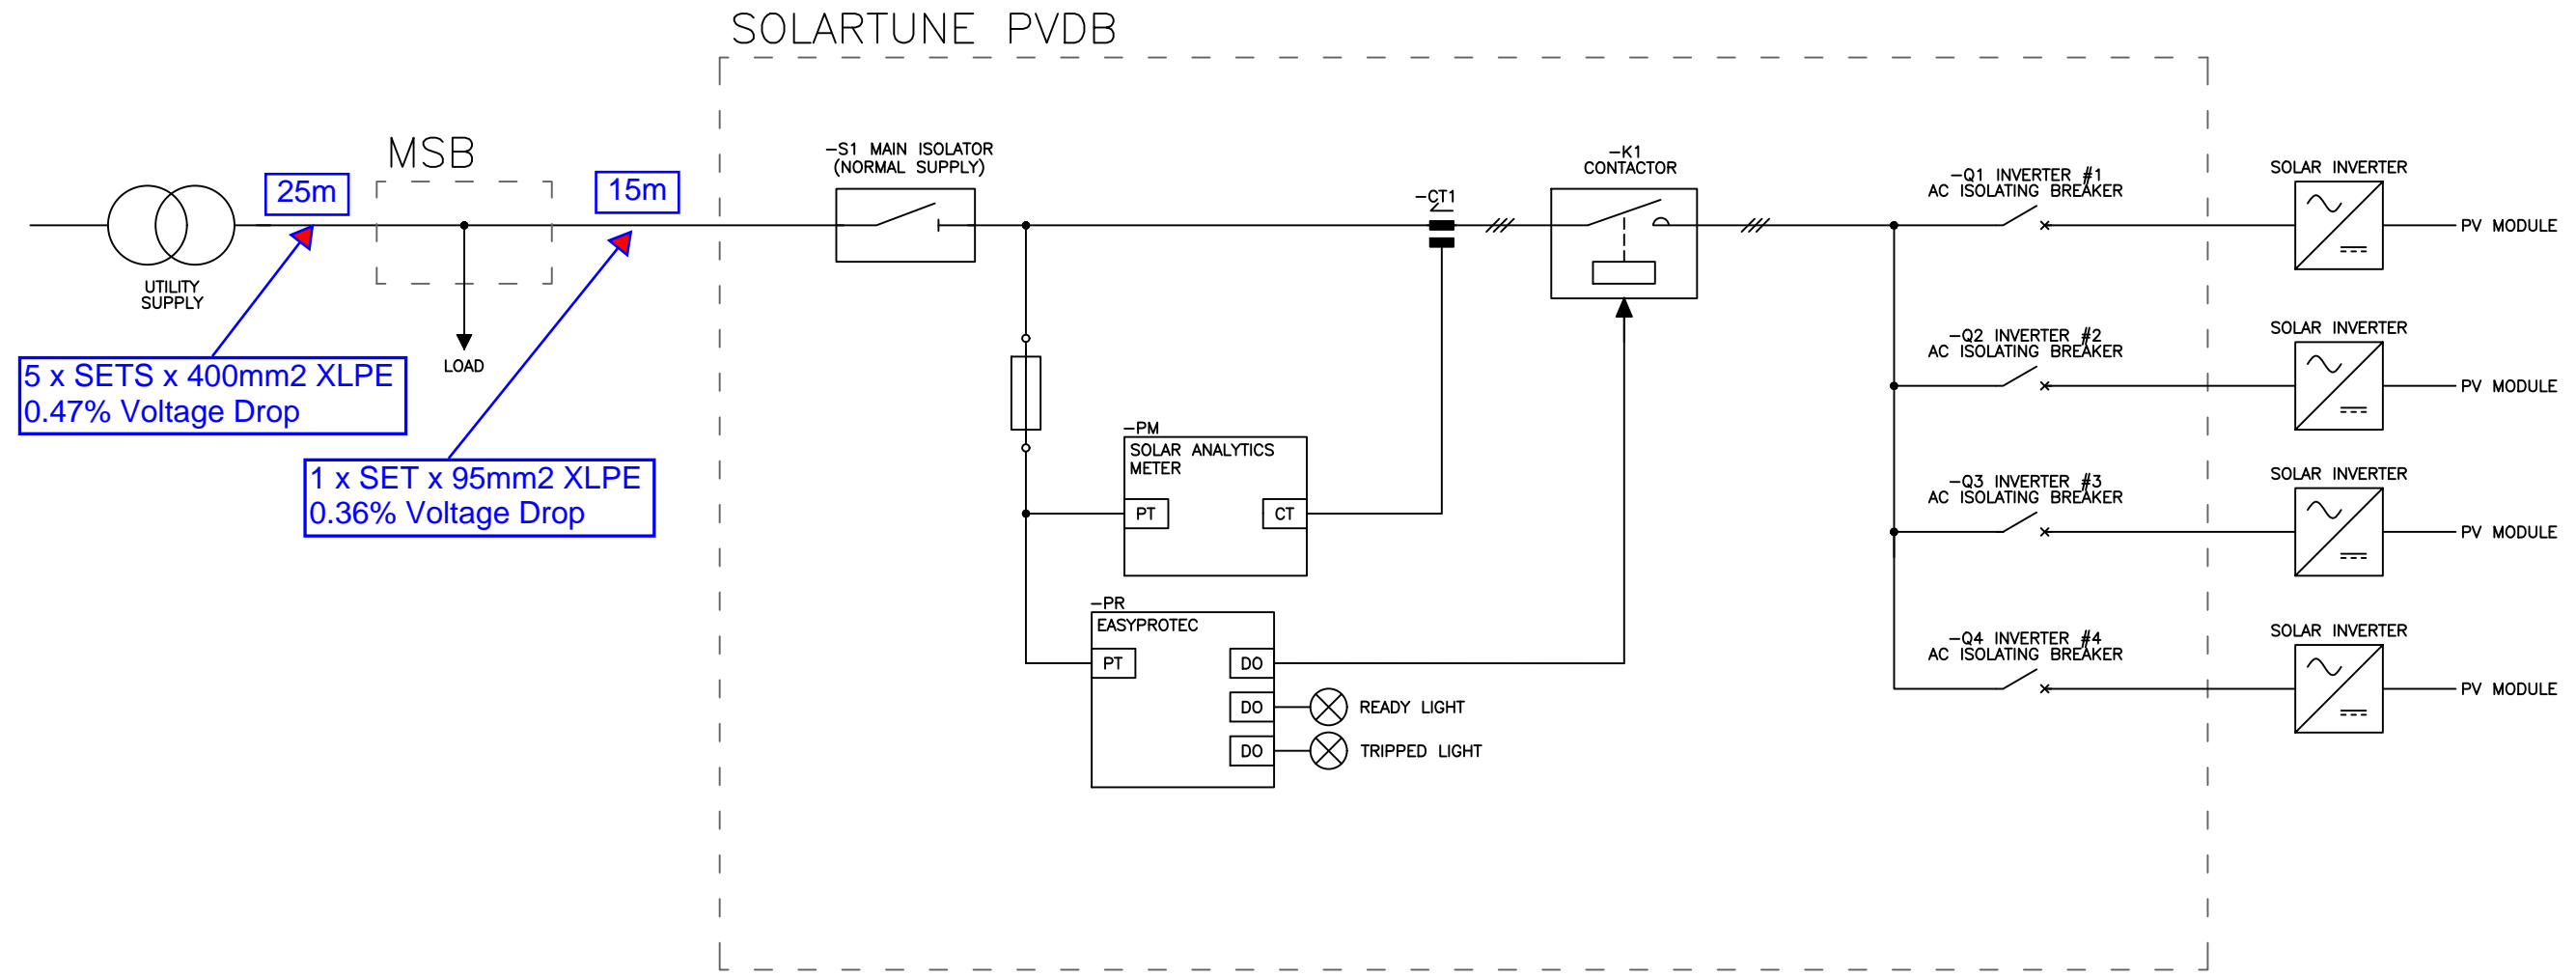 SOLARTUNE PVDB
MSB
25m
15m
UTILITY
SUPPLY
LOAD
5 x SETS x 400mm2 XLPE
0.47% Voltage Drop
1 x SET x 95mm2 XLPE
0.36% Voltage Drop
-S1 MAIN ISOLATOR
(NORMAL SUPPLY)
-CT1
-K1
CONTACTOR
-PM
SOLAR ANALYTICS
METER
PT
CT
-PR
EASYPROTEC
PT
DO
DO
READY LIGHT
DO
TRIPPED LIGHT
-Q1 INVERTER #1
AC ISOLATING BREAKER
SOLAR INVERTER
PV MODULE
-Q2 INVERTER #2
AC ISOLATING BREAKER
SOLAR INVERTER
PV MODULE
-Q3 INVERTER #3
AC ISOLATING BREAKER
SOLAR INVERTER
PV MODULE
-Q4 INVERTER #4
AC ISOLATING BREAKER
SOLAR INVERTER
PV MODULE